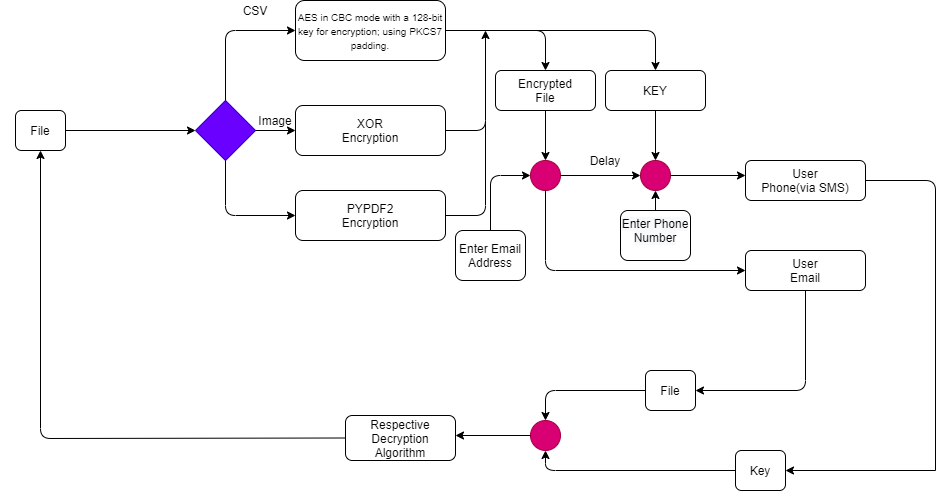 CSV
AES in CBC mode with a 128-bit
key for encryption; using PKCS7
padding.
Encrypted
File
KEY
File
Image
XOR
Encryption
Delay
User
Phone(via SMS)
PYPDF2
Encryption
Enter Phone
Number
Enter Email
Address
User
Email
File
Respective
Decryption
Algorithm
Key